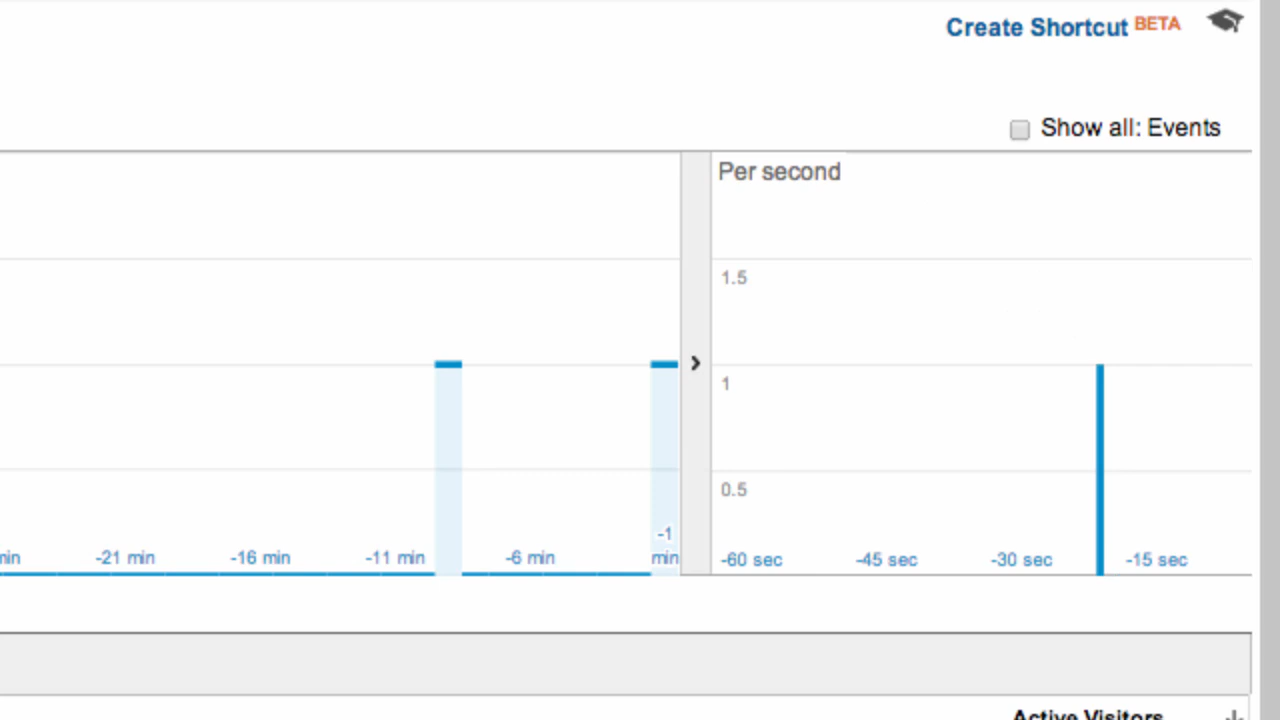 Create Shortcut BETA
Show all: Events
Per second
1.5
1
0.5
-1
min
-21 min
-16 min
-11 min
-6 min
min
-60 sec
-45 sec
-30 sec
-15 sec
Active Visitors